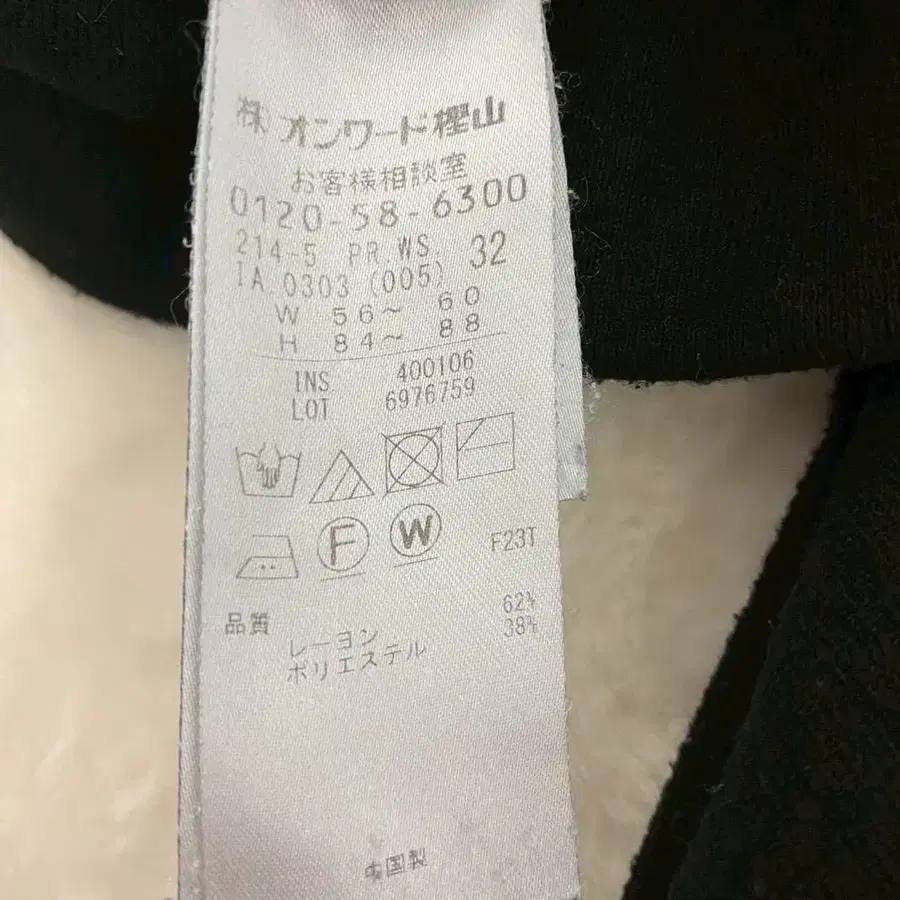 (株)オンワード樫山
お客様相談室
0120-58-6300
214-5 PR.WS. 32
IA 0303 (005)
W 56～ 60
H 84～ 88
INS 400106
LOT 6976759
F W F23T
品質
レーヨン 62%
ポリエステル 38%
中国製